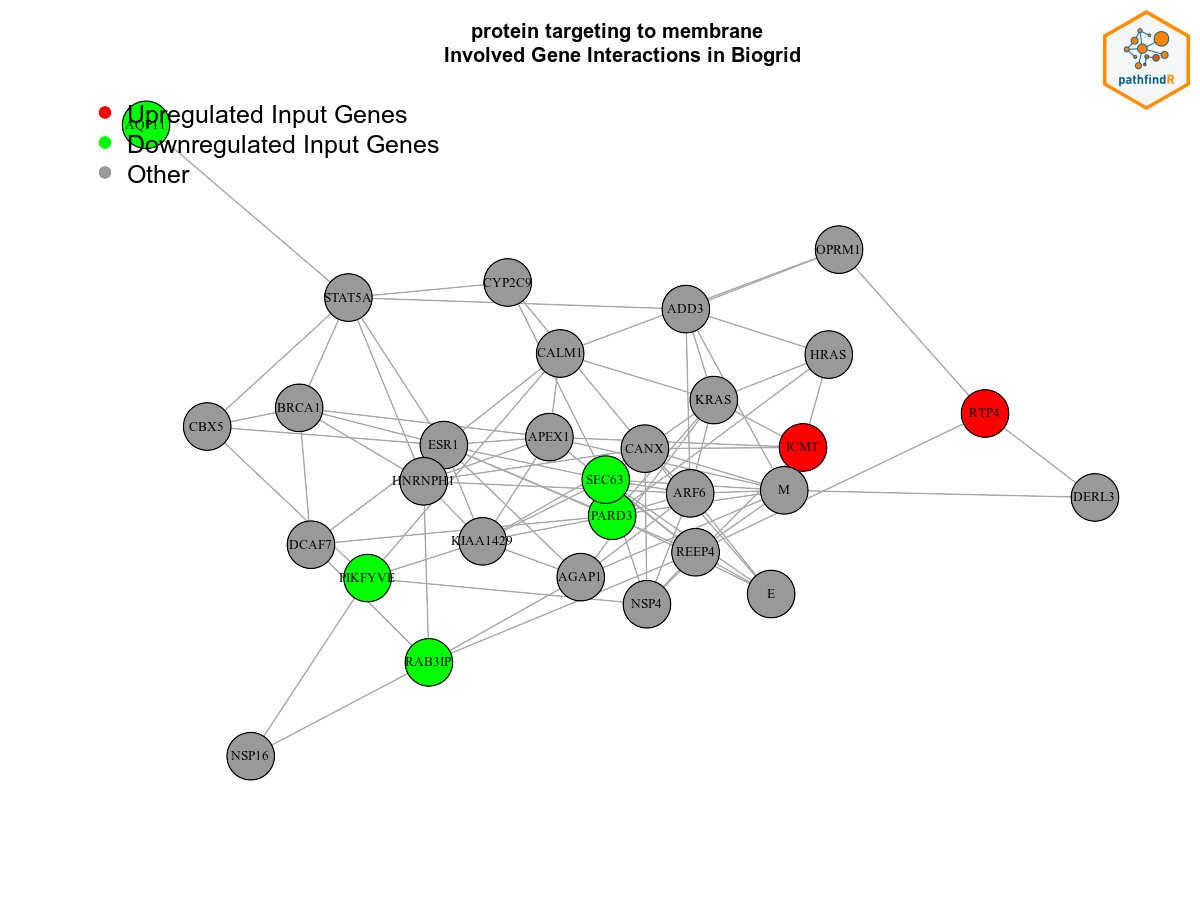 protein targeting to membrane
Involved Gene Interactions in Biogrid
pathfindR
Upregulated Input Genes
AQP11
Downregulated Input Genes
Other
OPRM1
CYP2C9
STAT5A
ADD3
CALM1
HRAS
KRAS
BRCA1
RTP4
CBX5
APEX1
ESR1
CANX
ICMT
HNRNPH1
SEC63
M
ARF6
DERL3
PARD3
KIAA1429
DCAF7
REEP4
PIKFYVE
AGAP1
E
NSP4
RAB3IP
NSP16